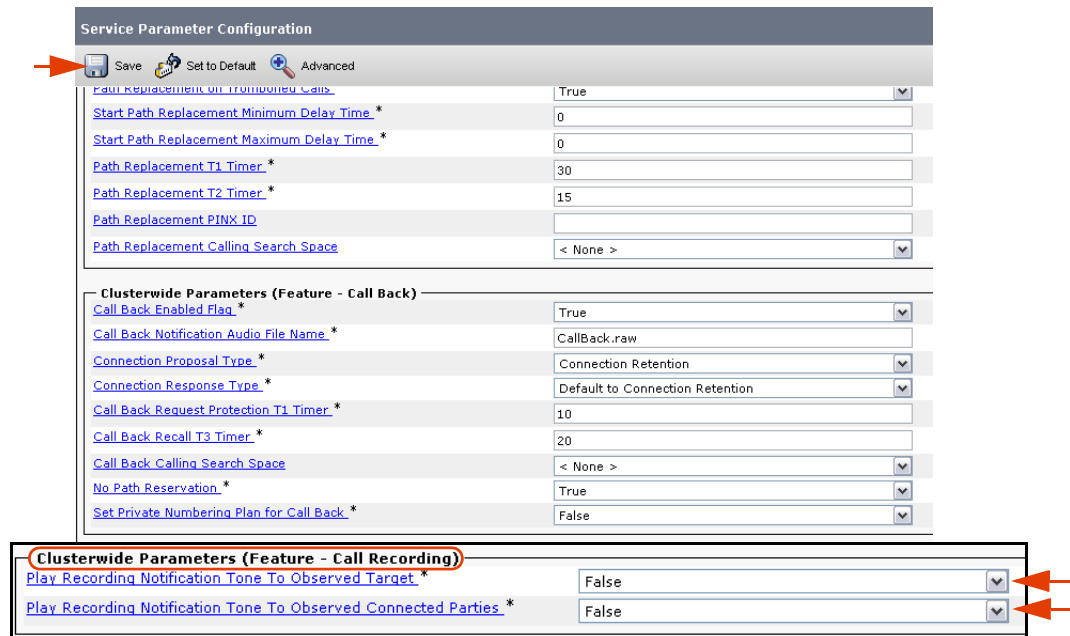 Service Parameter Configuration
Save Set to Default Advanced
Path Replacement on Tromboned Calls True
Start Path Replacement Minimum Delay Time * 0
Start Path Replacement Maximum Delay Time * 0
Path Replacement T1 Timer * 30
Path Replacement T2 Timer * 15
Path Replacement PINX ID
Path Replacement Calling Search Space < None >
Clusterwide Parameters (Feature - Call Back)
Call Back Enabled Flag * True
Call Back Notification Audio File Name * CallBack.raw
Connection Proposal Type * Connection Retention
Connection Response Type * Default to Connection Retention
Call Back Request Protection T1 Timer * 10
Call Back Recall T3 Timer * 20
Call Back Calling Search Space < None >
No Path Reservation * True
Set Private Numbering Plan for Call Back * False
Clusterwide Parameters (Feature - Call Recording)
Play Recording Notification Tone To Observed Target * False
Play Recording Notification Tone To Observed Connected Parties * False